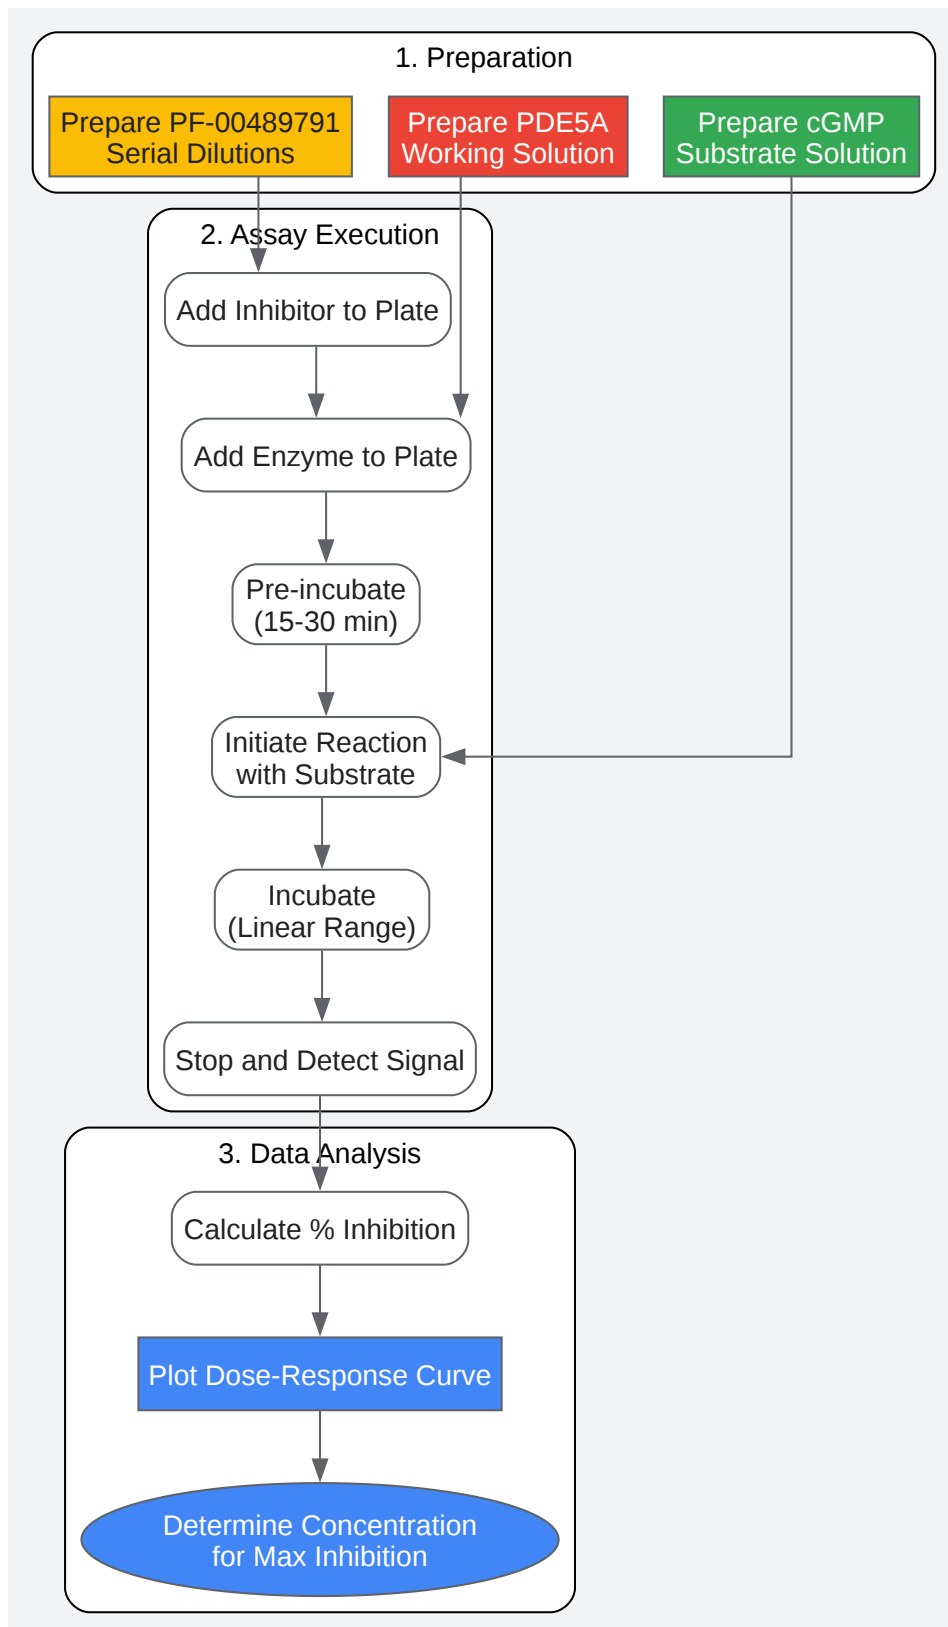 1. Preparation
Prepare PF-00489791
Serial Dilutions
Prepare PDE5A
Working Solution
Prepare cGMP
Substrate Solution
2. Assay Execution
Add Inhibitor to Plate
Add Enzyme to Plate
Pre-incubate
(15-30 min)
Initiate Reaction
with Substrate
Incubate
(Linear Range)
Stop and Detect Signal
3. Data Analysis
Calculate % Inhibition
Plot Dose-Response Curve
Determine Concentration
for Max Inhibition